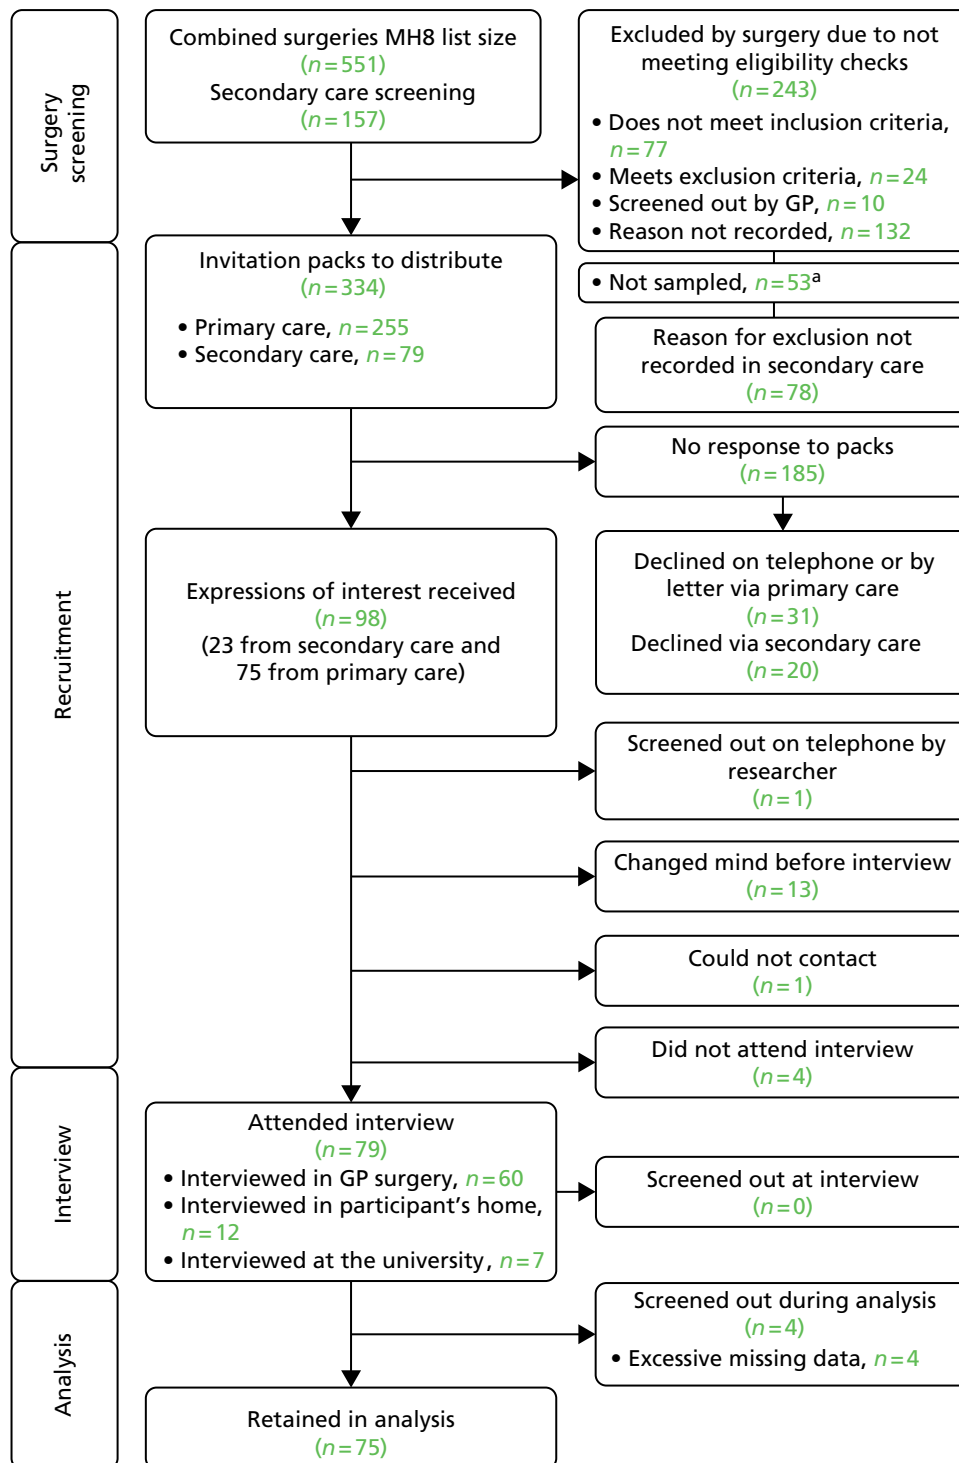 Surgery
screening
Combined surgeries MH8 list size
(n=551)
Secondary care screening
(n=157)
Excluded by surgery due to not
meeting eligibility checks
(n=243)
• Does not meet inclusion criteria,
n=77
• Meets exclusion criteria, n=24
• Screened out by GP, n=10
• Reason not recorded, n=132
• Not sampled, n=53a
Reason for exclusion not
recorded in secondary care
(n=78)
Recruitment
Invitation packs to distribute
(n=334)
• Primary care, n=255
• Secondary care, n=79
No response to packs
(n=185)
Declined on telephone or by
letter via primary care
(n=31)
Declined via secondary care
(n=20)
Expressions of interest received
(n=98)
(23 from secondary care and
75 from primary care)
Screened out on telephone by
researcher
(n=1)
Changed mind before interview
(n=13)
Could not contact
(n=1)
Did not attend interview
(n=4)
Interview
Attended interview
(n=79)
• Interviewed in GP surgery, n=60
• Interviewed in participant's home,
n=12
• Interviewed at the university, n=7
Screened out at interview
(n=0)
Analysis
Screened out during analysis
(n=4)
• Excessive missing data, n=4
Retained in analysis
(n=75)